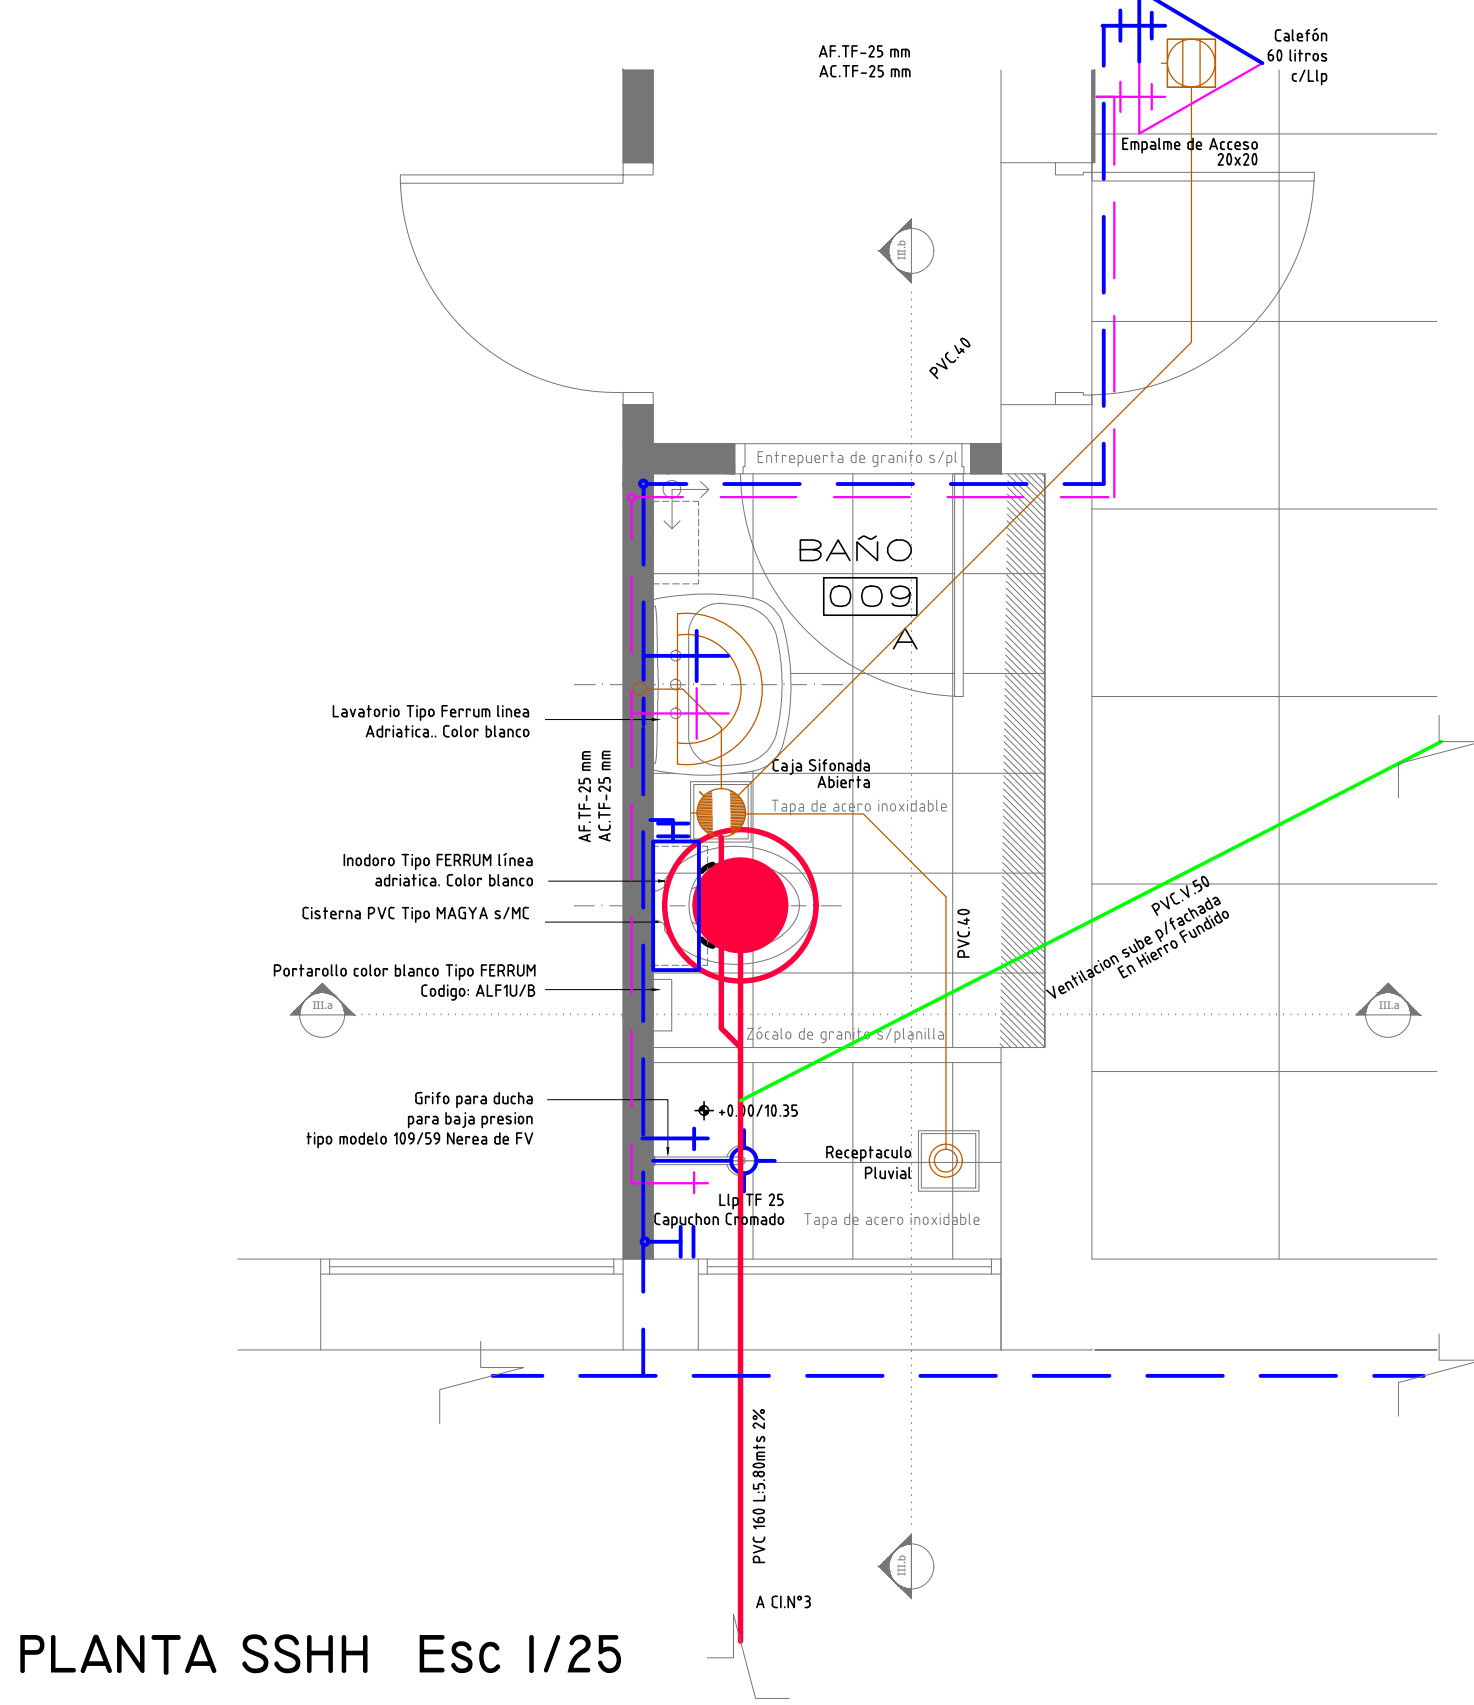 AF.TF-25 mm
AC.TF-25 mm
Calefón
60 litros
c/Llp
Empalme de Acceso
20x20
III.b
PVC.40
Entrepuerta de granito s/pl
BAÑO
009
A
Lavatorio Tipo Ferrum linea
Adriatica.. Color blanco
AF.TF-25 mm
AC.TF-25 mm
Caja Sifonada
Abierta
Tapa de acero inoxidable
Inodoro Tipo FERRUM línea
adriatica. Color blanco
Cisterna PVC Tipo MAGYA s/MC
PVC.40
PVC.V.50
Ventilacion sube p/fachada
En Hierro Fundido
Portarollo color blanco Tipo FERRUM
Codigo: ALF1U/B
III.a
III.a
Zócalo de granito s/planilla
Grifo para ducha
para baja presion
tipo modelo 109/59 Nerea de FV
+0.00/10.35
Receptaculo
Pluvial
Llp TF 25
Capuchon Cromado
Tapa de acero inoxidable
PVC 160 L:5.80mts 2%
III.b
A CI.N°3
PLANTA SSHH Esc 1/25